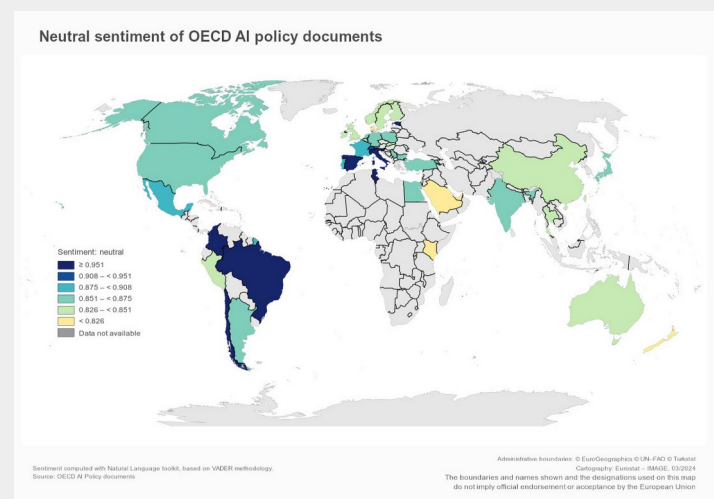 Neutral sentiment of OECD AI policy documents
Sentiment: neutral
≥ 0.951
0.908 – < 0.951
0.875 – < 0.908
0.851 – < 0.875
0.826 – < 0.851
< 0.826
Data not available
Sentiment computed with Natural Language toolkit, based on VADER methodology.
Source: OECD AI Policy documents
Administrative boundaries: © EuroGeographics © UN–FAO © Turkstat
Cartography: Eurostat – IMAGE, 03/2024
The boundaries and names shown and the designations used on this map
do not imply official endorsement or acceptance by the European Union